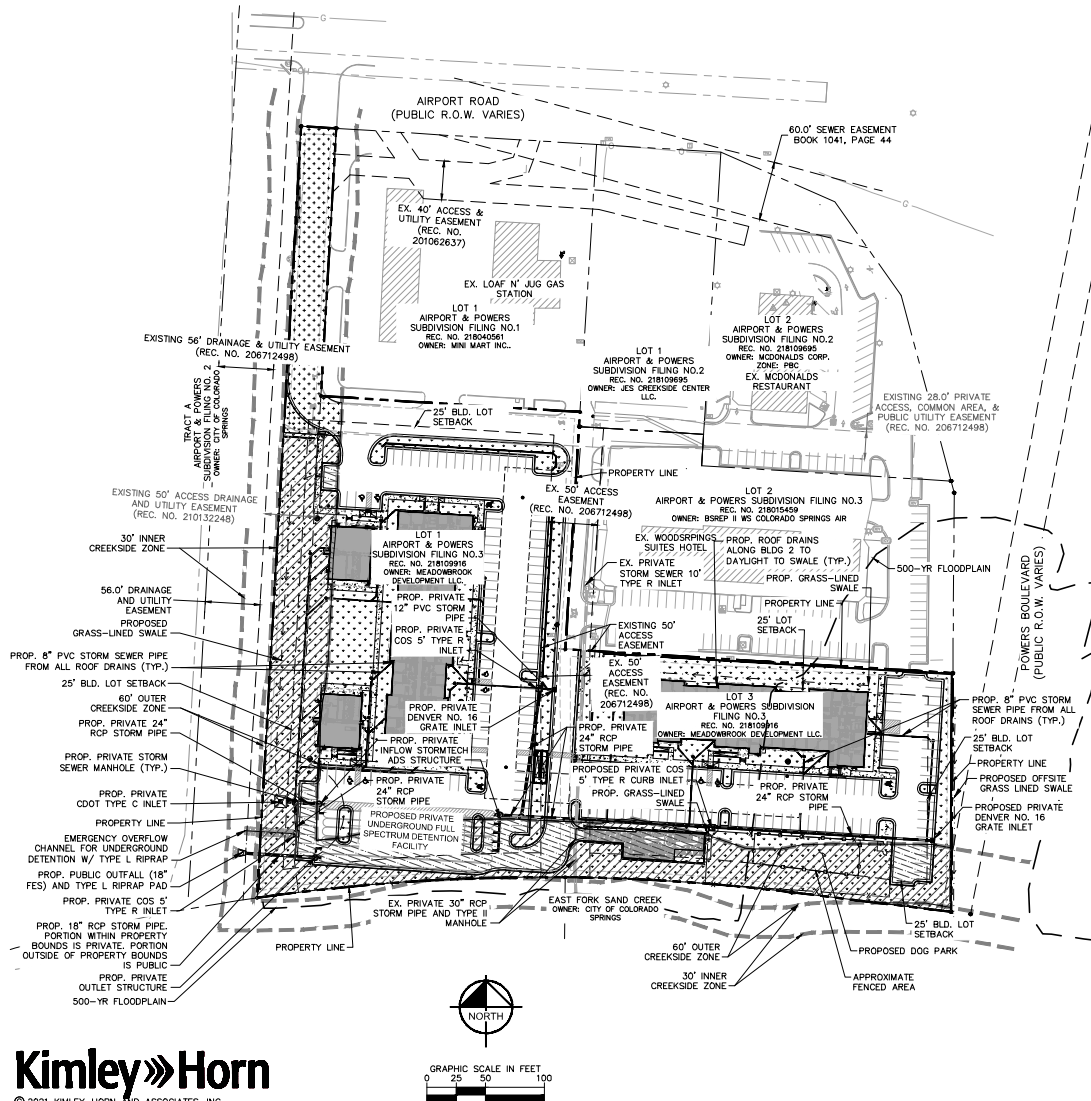 G
AIRPORT ROAD
(PUBLIC R.O.W. VARIES)
60.0' SEWER EASEMENT
BOOK 1041, PAGE 44
G
EX. 40' ACCESS &
UTILITY EASEMENT
(REC. NO.
201062637)
EX. LOAF N' JUG GAS
STATION
LOT 1
AIRPORT & POWERS
SUBDIVISION FILING NO.1
REC. NO. 218040561
OWNER: MINI MART INC..
LOT 2
AIRPORT & POWERS
SUBDIVISION FILING NO.2
REC. NO. 218109695
OWNER: MCDONALDS CORP.
ZONE: PBC
EX. MCDONALDS
RESTAURANT
LOT 1
AIRPORT & POWERS
SUBDIVISION FILING NO.2
REC. NO. 218109695
OWNER: JES CREEKSIDE CENTER
LLC.
EXISTING 56' DRAINAGE & UTILITY EASEMENT
(REC. NO. 206712498)
TRACT A
AIRPORT & POWERS
SUBDIVISION FILING NO. 2
OWNER: CITY OF COLORADO
SPRINGS
EXISTING 28.0' PRIVATE
ACCESS, COMMON AREA, &
PUBLIC UTILITY EASEMENT
(REC. NO. 206712498)
25' BLD. LOT
SETBACK
PROPERTY LINE
EX. 50' ACCESS
EASEMENT
(REC. NO. 206712498)
LOT 2
AIRPORT & POWERS SUBDIVISION FILING NO.3
REC. NO. 218015459
OWNER: BSREP II WS COLORADO SPRINGS AIR
EXISTING 50' ACCESS DRAINAGE
AND UTILITY EASEMENT
(REC. NO. 210132248)
30' INNER
CREEKSIDE ZONE
56.0' DRAINAGE
AND UTILITY
EASEMENT
PROPOSED
GRASS-LINED SWALE
PROP. 8" PVC STORM SEWER PIPE
FROM ALL ROOF DRAINS (TYP.)
25' BLD. LOT SETBACK
60' OUTER
CREEKSIDE ZONE
PROP. PRIVATE 24"
RCP STORM PIPE
PROP. PRIVATE STORM
SEWER MANHOLE (TYP.)
PROP. PRIVATE
CDOT TYPE C INLET
PROPERTY LINE
EMERGENCY OVERFLOW
CHANNEL FOR UNDERGROUND
DETENTION W/ TYPE L RIPRAP
PROP. PUBLIC OUTFALL (18"
FES) AND TYPE L RIPRAP PAD
PROP. PRIVATE COS 5'
TYPE R INLET
PROP. 18" RCP STORM PIPE.
PORTION WITHIN PROPERTY
BOUNDS IS PRIVATE. PORTION
OUTSIDE OF PROPERTY BOUNDS
IS PUBLIC
PROP. PRIVATE
OUTLET STRUCTURE
500-YR FLOODPLAIN
LOT 1
AIRPORT & POWERS
SUBDIVISION FILING NO.3
REC. NO. 218109916
OWNER: MEADOWBROOK
DEVELOPMENT LLC.
PROP. PRIVATE
12" PVC STORM
PIPE
PROP. PRIVATE
COS 5' TYPE R
INLET
PROP. PRIVATE
DENVER NO. 16
GRATE INLET
PROP. PRIVATE
INFLOW STORMTECH
ADS STRUCTURE
PROP. PRIVATE
24" RCP
STORM PIPE
PROPOSED PRIVATE
UNDERGROUND FULL
SPECTRUM DETENTION
FACILITY
EX. WOODSRPINGS
SUITES HOTEL
EX. PRIVATE
STORM SEWER 10'
TYPE R INLET
PROP. ROOF DRAINS
ALONG BLDG 2 TO
DAYLIGHT TO SWALE (TYP.)
PROP. GRASS-LINED
SWALE
500-YR FLOODPLAIN
PROPERTY LINE
25' LOT
SETBACK
EXISTING 50'
ACCESS
EASEMENT
EX. 50'
ACCESS
EASEMENT
(REC. NO.
206712498)
LOT 3
AIRPORT & POWERS SUBDIVISION
FILING NO.3
REC. NO. 218109916
OWNER: MEADOWBROOK DEVELOPMENT LLC.
PROP. PRIVATE
24" RCP
STORM PIPE
PROPOSED PRIVATE COS
5' TYPE R CURB INLET
PROP. GRASS-LINED
SWALE
PROP. PRIVATE
24" RCP STORM
PIPE
POWERS BOULEVARD
(PUBLIC R.O.W. VARIES)
PROP. 8" PVC STORM
SEWER PIPE FROM ALL
ROOF DRAINS (TYP.)
25' BLD. LOT
SETBACK
PROPERTY LINE
PROPOSED OFFSITE
GRASS LINED SWALE
PROPOSED PRIVATE
DENVER NO. 16
GRATE INLET
PROPERTY LINE
EX. PRIVATE 30" RCP
STORM PIPE AND TYPE II
MANHOLE
EAST FORK SAND CREEK
OWNER: CITY OF COLORADO
SPRINGS
60' OUTER
CREEKSIDE ZONE
30' INNER
CREEKSIDE ZONE
25' BLD. LOT
SETBACK
PROPOSED DOG PARK
APPROXIMATE
FENCED AREA
NORTH
GRAPHIC SCALE IN FEET
0 25 50 100
Kimley»Horn
© 2021 KIMLEY-HORN AND ASSOCIATES, INC.